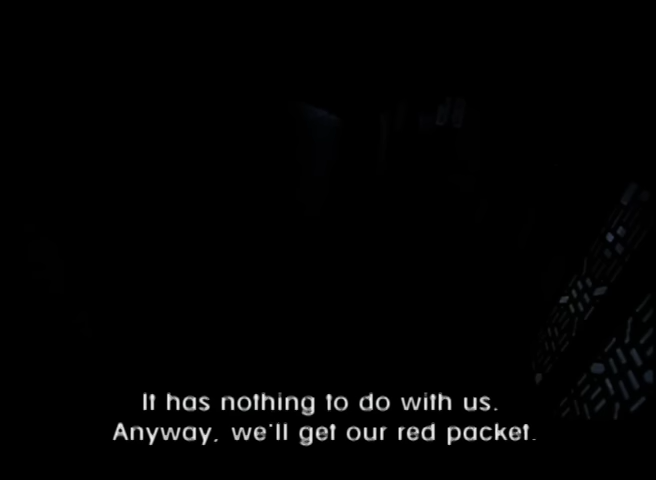 It has nothing to do with us.
Anyway, we'll get our red packet.